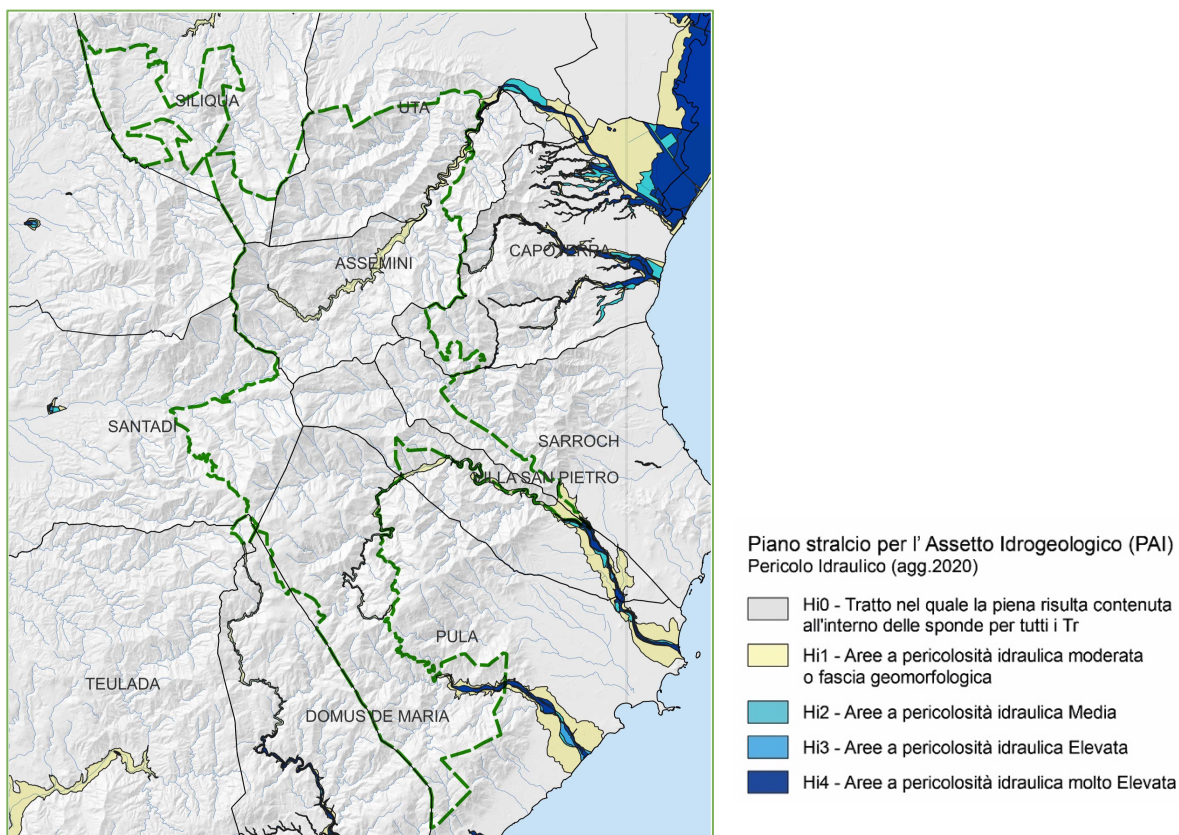 SILIQUA
UTA
ASSEMINI
CAPOTERRA
SANTADI
SARROCH
VILLA SAN PIETRO
PULA
TEULADA
DOMUS DE MARIA
Piano stralcio per l' Assetto Idrogeologico (PAI)
Pericolo Idraulico (agg.2020)
Hi0 - Tratto nel quale la piena risulta contenuta
all'interno delle sponde per tutti i Tr
Hi1 - Aree a pericolosità idraulica moderata
o fascia geomorfologica
Hi2 - Aree a pericolosità idraulica Media
Hi3 - Aree a pericolosità idraulica Elevata
Hi4 - Aree a pericolosità idraulica molto Elevata